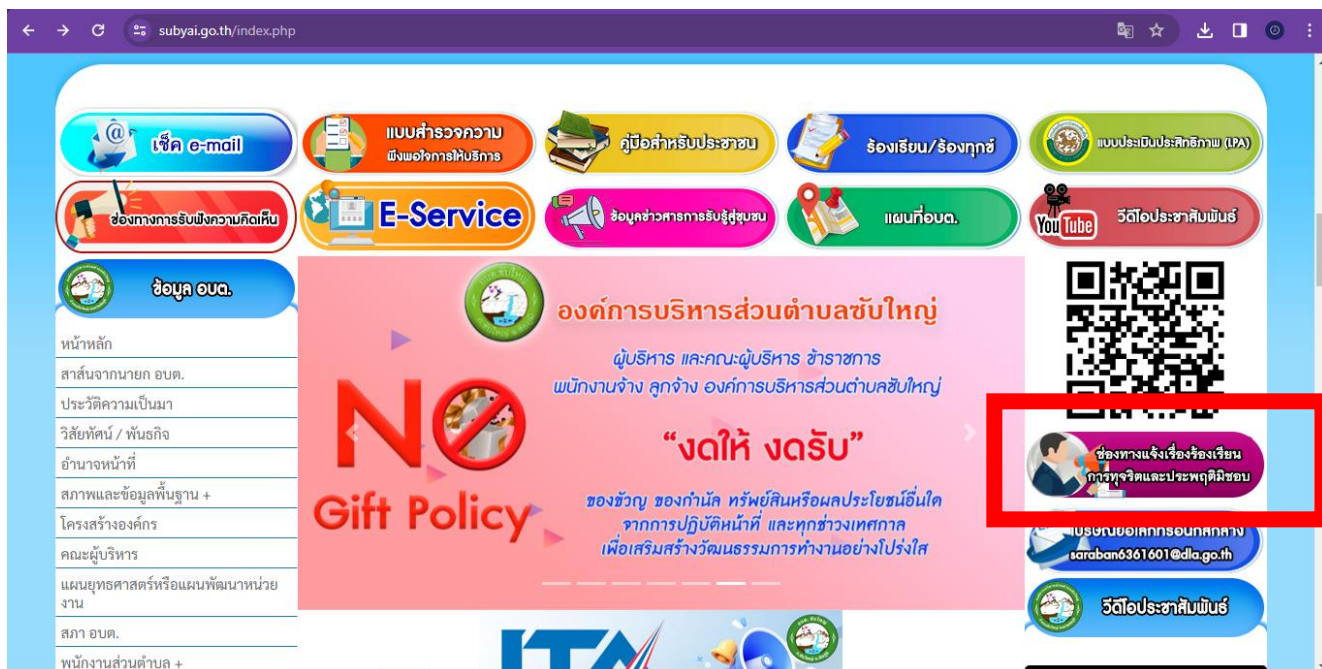 subyai.go.th/index.php
เช็ค e-mail
แบบสำรวจความ
พึงพอใจการให้บริการ
คู่มือสำหรับประชาชน
ร้องเรียน/ร้องทุกข์
แบบประเมินประสิทธิภาพ (LPA)
ช่องทางการรับฟังความคิดเห็น
E-Service
ข้อมูลข่าวสารการรับรู้สู่ชุมชน
แผนที่อบต.
You Tube
วีดีโอประชาสัมพันธ์
ข้อมูล อบต.
หน้าหลัก
สาส์นจากนายก อบต.
ประวัติความเป็นมา
วิสัยทัศน์ / พันธกิจ
อำนาจหน้าที่
สภาพและข้อมูลพื้นฐาน +
โครงสร้างองค์กร
คณะผู้บริหาร
แผนยุทธศาสตร์หรือแผนพัฒนาหน่วย
งาน
สภา อบต.
พนักงานส่วนตำบล +
องค์การบริหารส่วนตำบลซับใหญ่
ผู้บริหาร และคณะผู้บริหาร ข้าราชการ
พนักงานจ้าง ลูกจ้าง องค์การบริหารส่วนตำบลซับใหญ่
NO
Gift Policy
“งดให้ งดรับ”
ของขวัญ ของกำนัล ทรัพย์สินหรือผลประโยชน์อื่นใด
จากการปฏิบัติหน้าที่ และทุกช่วงเทศกาล
เพื่อเสริมสร้างวัฒนธรรมการทำงานอย่างโปร่งใส
ITA
ช่องทางแจ้งเรื่องร้องเรียน
การทุจริตและประพฤติมิชอบ
ไปรษณีย์อิเล็กทรอนิกส์กลาง
saraban6361601@dla.go.th
วีดีโอประชาสัมพันธ์